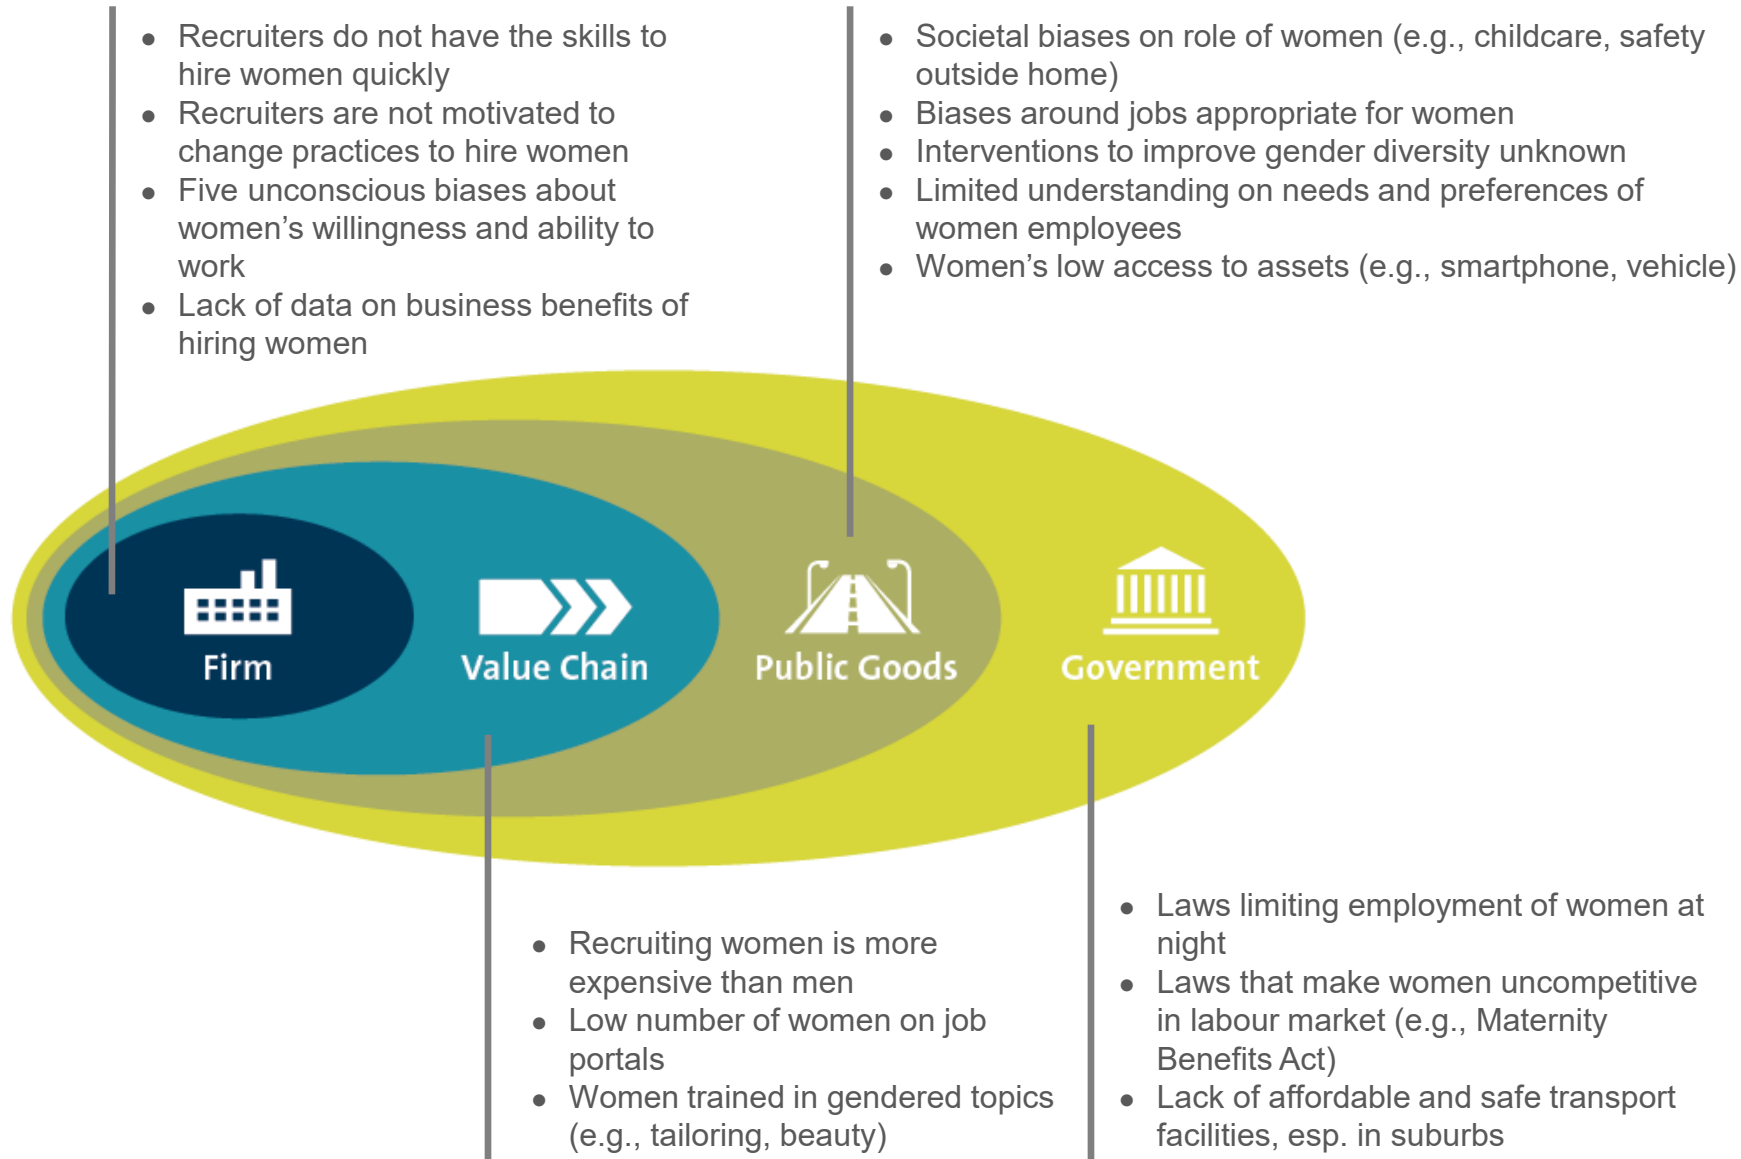 ● Recruiters do not have the skills to
hire women quickly
● Recruiters are not motivated to
change practices to hire women
● Five unconscious biases about
women’s willingness and ability to
work
● Lack of data on business benefits of
hiring women
● Societal biases on role of women (e.g., childcare, safety
outside home)
● Biases around jobs appropriate for women
● Interventions to improve gender diversity unknown
● Limited understanding on needs and preferences of
women employees
● Women’s low access to assets (e.g., smartphone, vehicle)
Firm
Value Chain
Public Goods
Government
● Recruiting women is more
expensive than men
● Low number of women on job
portals
● Women trained in gendered topics
(e.g., tailoring, beauty)
● Laws limiting employment of women at
night
● Laws that make women uncompetitive
in labour market (e.g., Maternity
Benefits Act)
● Lack of affordable and safe transport
facilities, esp. in suburbs